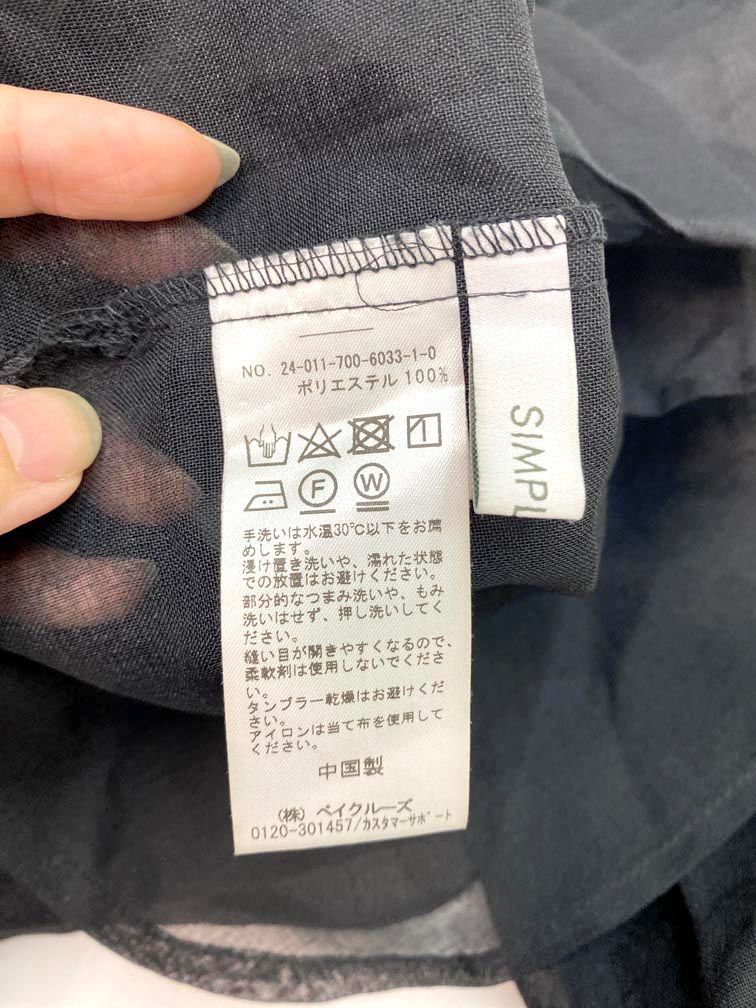 NO. 24-011-700-6033-1-0
ポリエステル 100%
F
W
手洗いは水温30℃以下をお薦
めします。
浸け置き洗いや、濡れた状態
での放置はお避けください。
部分的なつまみ洗いや、もみ
洗いはせず、押し洗いしてく
ださい。
縫い目が開きやすくなるので、
柔軟剤は使用しないでくださ
い。
タンブラー乾燥はお避けくだ
さい。
アイロンは当て布を使用して
ください。
中国製
(株) ベイクルーズ
0120-301457/カスタマーサポート
SIMPL